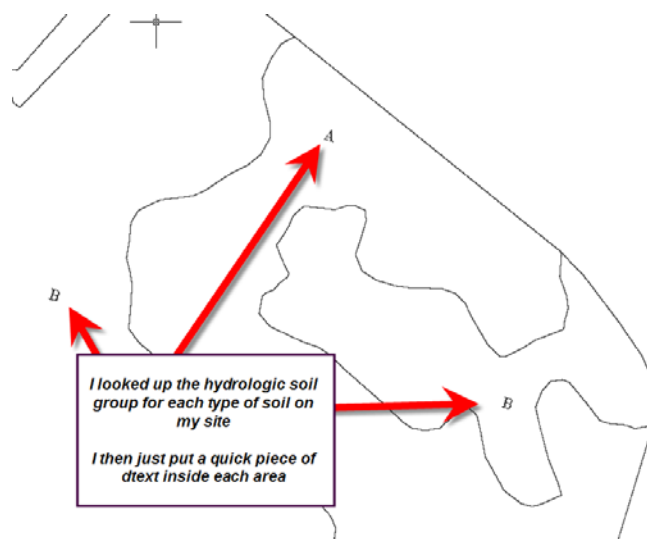 A
B
I looked up the hydrologic soil
group for each type of soil on
my site
I then just put a quick piece of
dtext inside each area
B